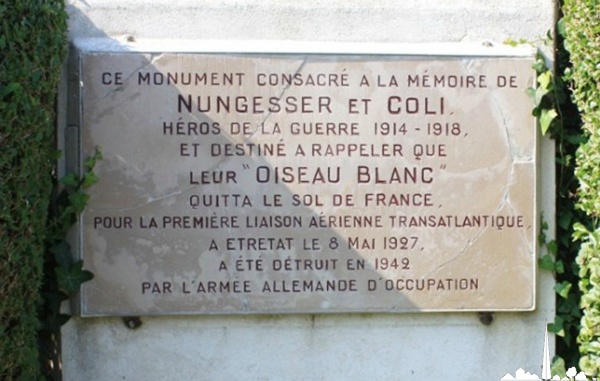 CE MONUMENT CONSACRÉ A LA MÉMOIRE DE
NUNGESSER ET COLI,
HÉROS DE LA GUERRE 1914-1918,
ET DESTINÉ A RAPPELER QUE
LEUR "OISEAU BLANC"
QUITTA LE SOL DE FRANCE,
POUR LA PREMIÈRE LIAISON AÉRIENNE TRANSATLANTIQUE,
A ETRETAT LE 8 MAI 1927,
A ÉTÉ DÉTRUIT EN 1942
PAR L'ARMÉE ALLEMANDE D'OCCUPATION